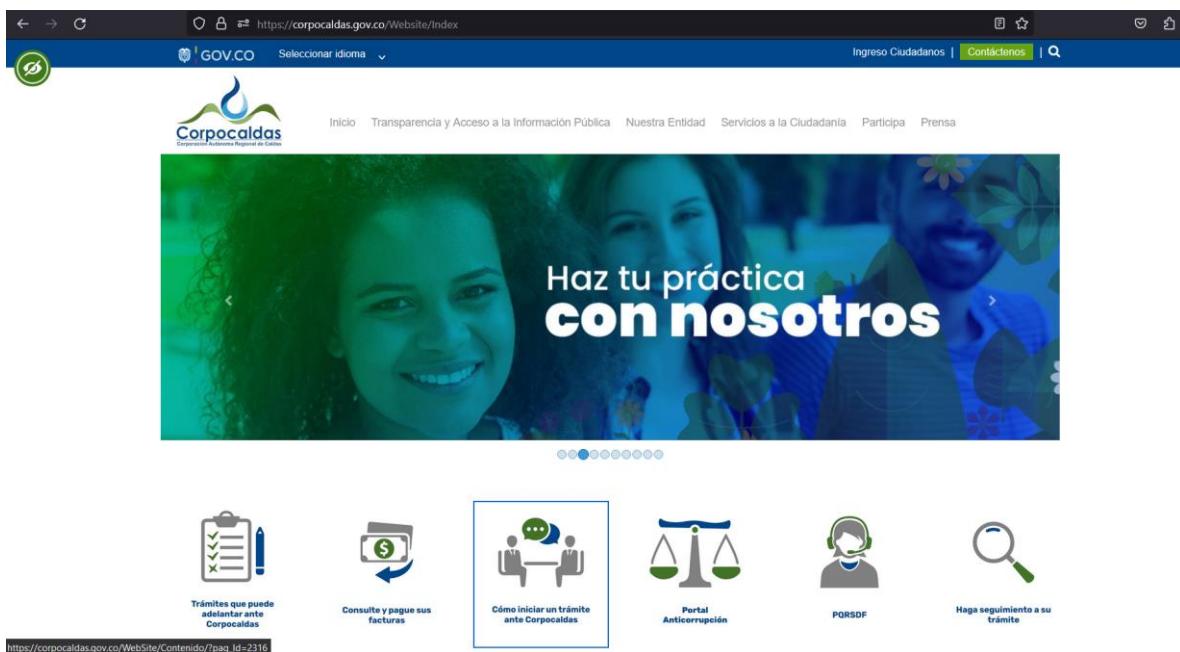 https://corpocaldas.gov.co/Website/Index
GOV.CO Seleccionar idioma Ingreso Ciudadanos | Contáctenos |
Corpocaldas
Corporación Autónoma Regional de Caldas
Inicio Transparencia y Acceso a la Información Pública Nuestra Entidad Servicios a la Ciudadanía Participa Prensa
Haz tu práctica
con nosotros
Trámites que puede
adelantar ante
Corpocaldas
Consulte y pague sus
facturas
Cómo iniciar un trámite
ante Corpocaldas
Portal
Anticorrupción
PQRSDF
Haga seguimiento a su
trámite
https://corpocaldas.gov.co/WebSite/Contenido/?pag_Id=2316